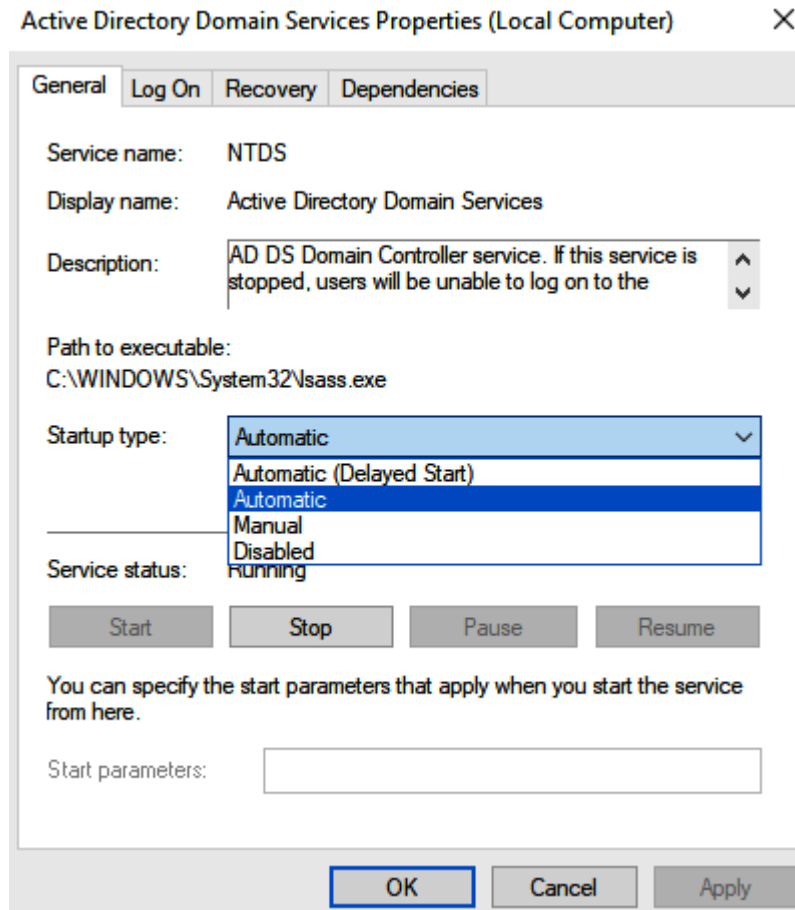 Active Directory Domain Services Properties (Local Computer)
General Log On Recovery Dependencies
Service name: NTDS
Display name: Active Directory Domain Services
Description: AD DS Domain Controller service. If this service is
stopped, users will be unable to log on to the
Path to executable:
C:\WINDOWS\System32\lsass.exe
Startup type: Automatic
Automatic (Delayed Start)
Automatic
Manual
Disabled
Service status: Running
Start Stop Pause Resume
You can specify the start parameters that apply when you start the service
from here.
Start parameters:
OK Cancel Apply